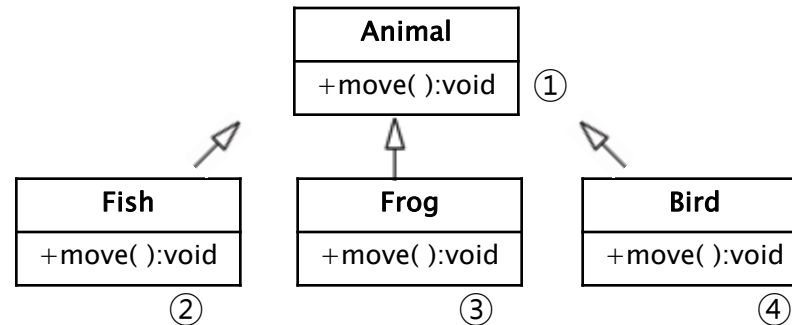 Animal
+move( ):void ①
Fish Frog Bird
+move( ):void +move( ):void +move( ):void
② ③ ④